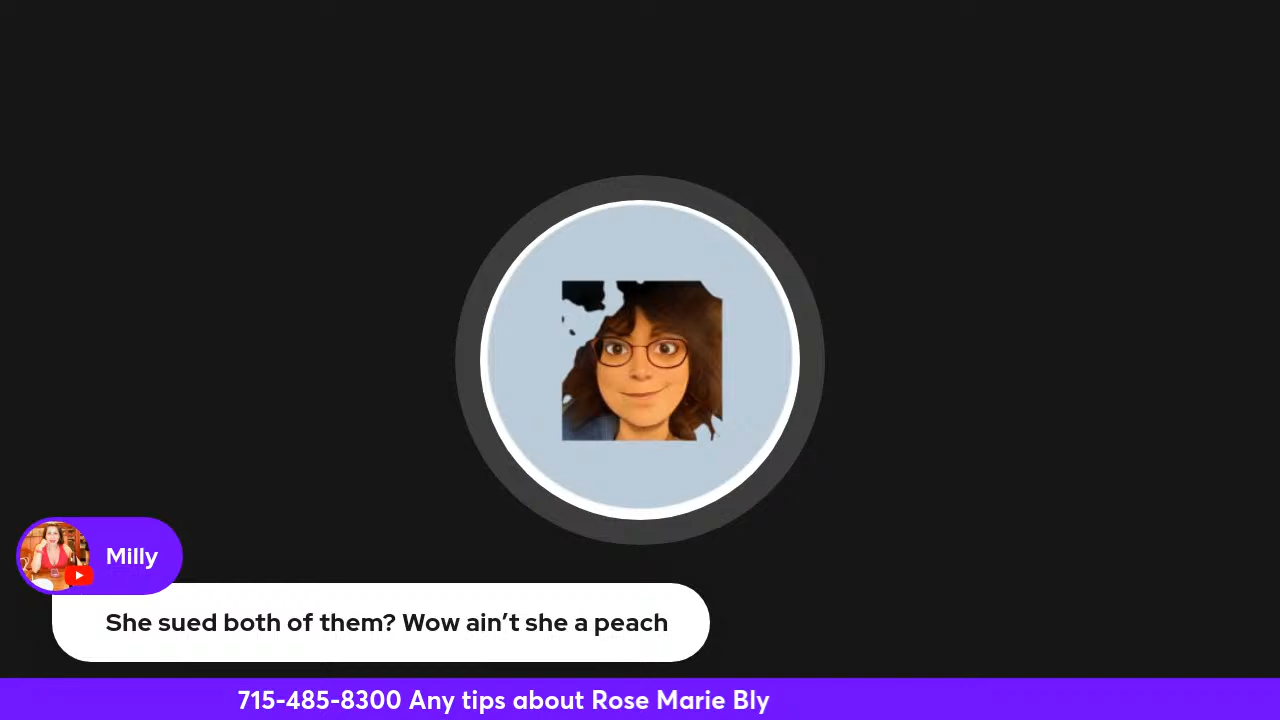 Milly
She sued both of them? Wow ain’t she a peach
715-485-8300 Any tips about Rose Marie Bly